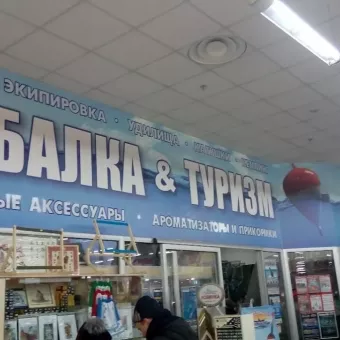 ЭКИПИРОВКА · УДИЛИЩА ·
БАЛКА & ТУРИЗМ
ЫЕ АКСЕССУАРЫ · АРОМАТИЗАТОРЫ И ПРИКОРМКИ